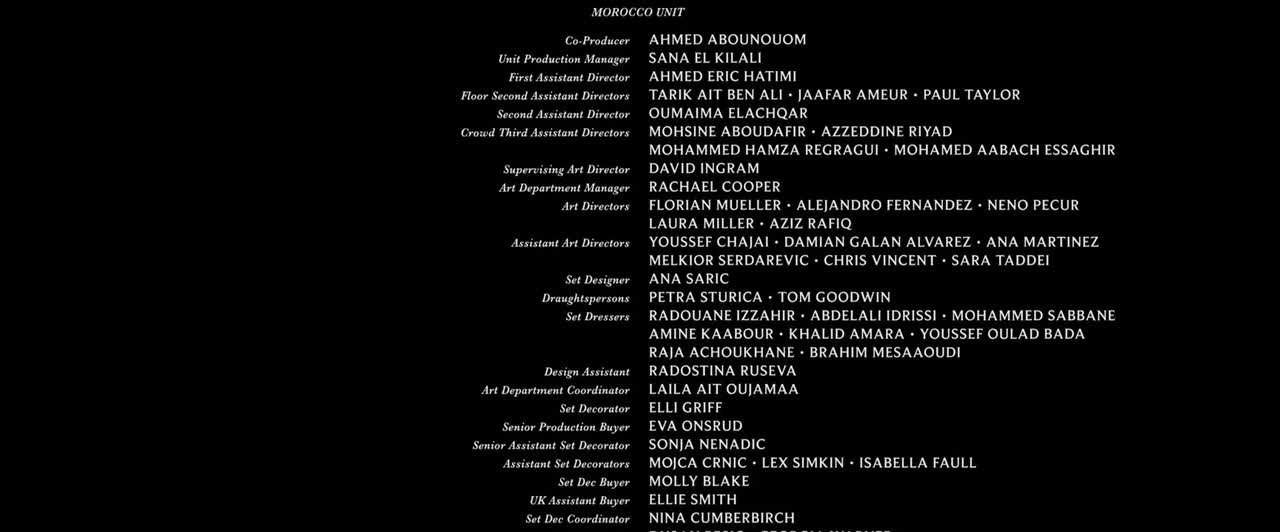 MOROCCO UNIT
Co-Producer AHMED ABOUNOUOM
Unit Production Manager SANA EL KILALI
First Assistant Director AHMED ERIC HATIMI
Floor Second Assistant Directors TARIK AIT BEN ALI • JAAFAR AMEUR • PAUL TAYLOR
Second Assistant Director OUMAIMA ELACHQAR
Crowd Third Assistant Directors MOHSINE ABOUDAFIR • AZZEDDINE RIYAD
MOHAMMED HAMZA REGRAGUI • MOHAMED AABACH ESSAGHIR
Supervising Art Director DAVID INGRAM
Art Department Manager RACHAEL COOPER
Art Directors FLORIAN MUELLER • ALEJANDRO FERNANDEZ • NENO PECUR
LAURA MILLER • AZIZ RAFIQ
Assistant Art Directors YOUSSEF CHAJAI • DAMIAN GALAN ALVAREZ • ANA MARTINEZ
MELKIOR SERDAREVIC • CHRIS VINCENT • SARA TADDEI
Set Designer ANA SARIC
Draughtspersons PETRA STURICA • TOM GOODWIN
Set Dressers RADOUANE IZZAHIR • ABDELALI IDRISSI • MOHAMMED SABBANE
AMINE KAABOUR • KHALID AMARA • YOUSSEF OULAD BADA
RAJA ACHOUKHANE • BRAHIM MESAAOUDI
Design Assistant RADOSTINA RUSEVA
Art Department Coordinator LAILA AIT OUJAMAA
Set Decorator ELLI GRIFF
Senior Production Buyer EVA ONSRUD
Senior Assistant Set Decorator SONJA NENADIC
Assistant Set Decorators MOJCA CRNIC • LEX SIMKIN • ISABELLA FAULL
Set Dec Buyer MOLLY BLAKE
UK Assistant Buyer ELLIE SMITH
Set Dec Coordinator NINA CUMBERBIRCH